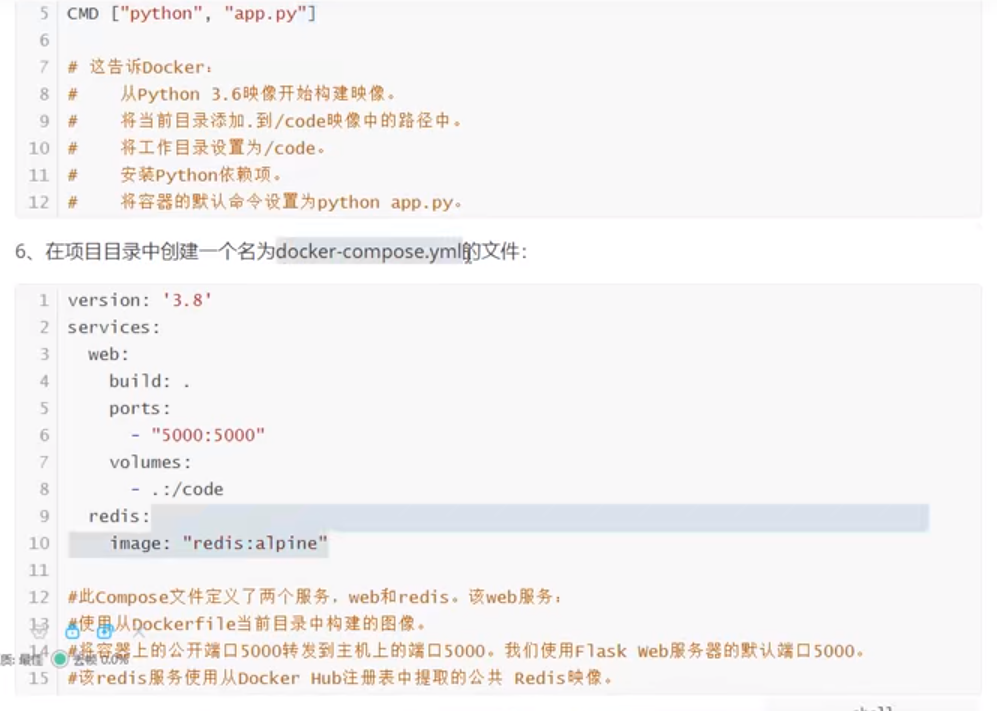 5 CMD ["python", "app.py"]
6
7 # 这告诉Docker：
8 # 从Python 3.6映像开始构建映像。
9 # 将当前目录添加.到/code映像中的路径中。
10 # 将工作目录设置为/code。
11 # 安装Python依赖项。
12 # 将容器的默认命令设置为python app.py。
6、在项目目录中创建一个名为docker-compose.yml的文件：
1 version: '3.8'
2 services:
3   web:
4     build: .
5     ports:
6       - "5000:5000"
7     volumes:
8       - .:/code
9   redis:
10     image: "redis:alpine"
11
12 #此Compose文件定义了两个服务，web和redis。该web服务：
13 #使用从Dockerfile当前目录中构建的图像。
14 #将容器上的公开端口5000转发到主机上的端口5000。我们使用Flask Web服务器的默认端口5000。
质: 最佳 丢帧 0.0%
15 #该redis服务使用从Docker Hub注册表中提取的公共 Redis映像。
shell